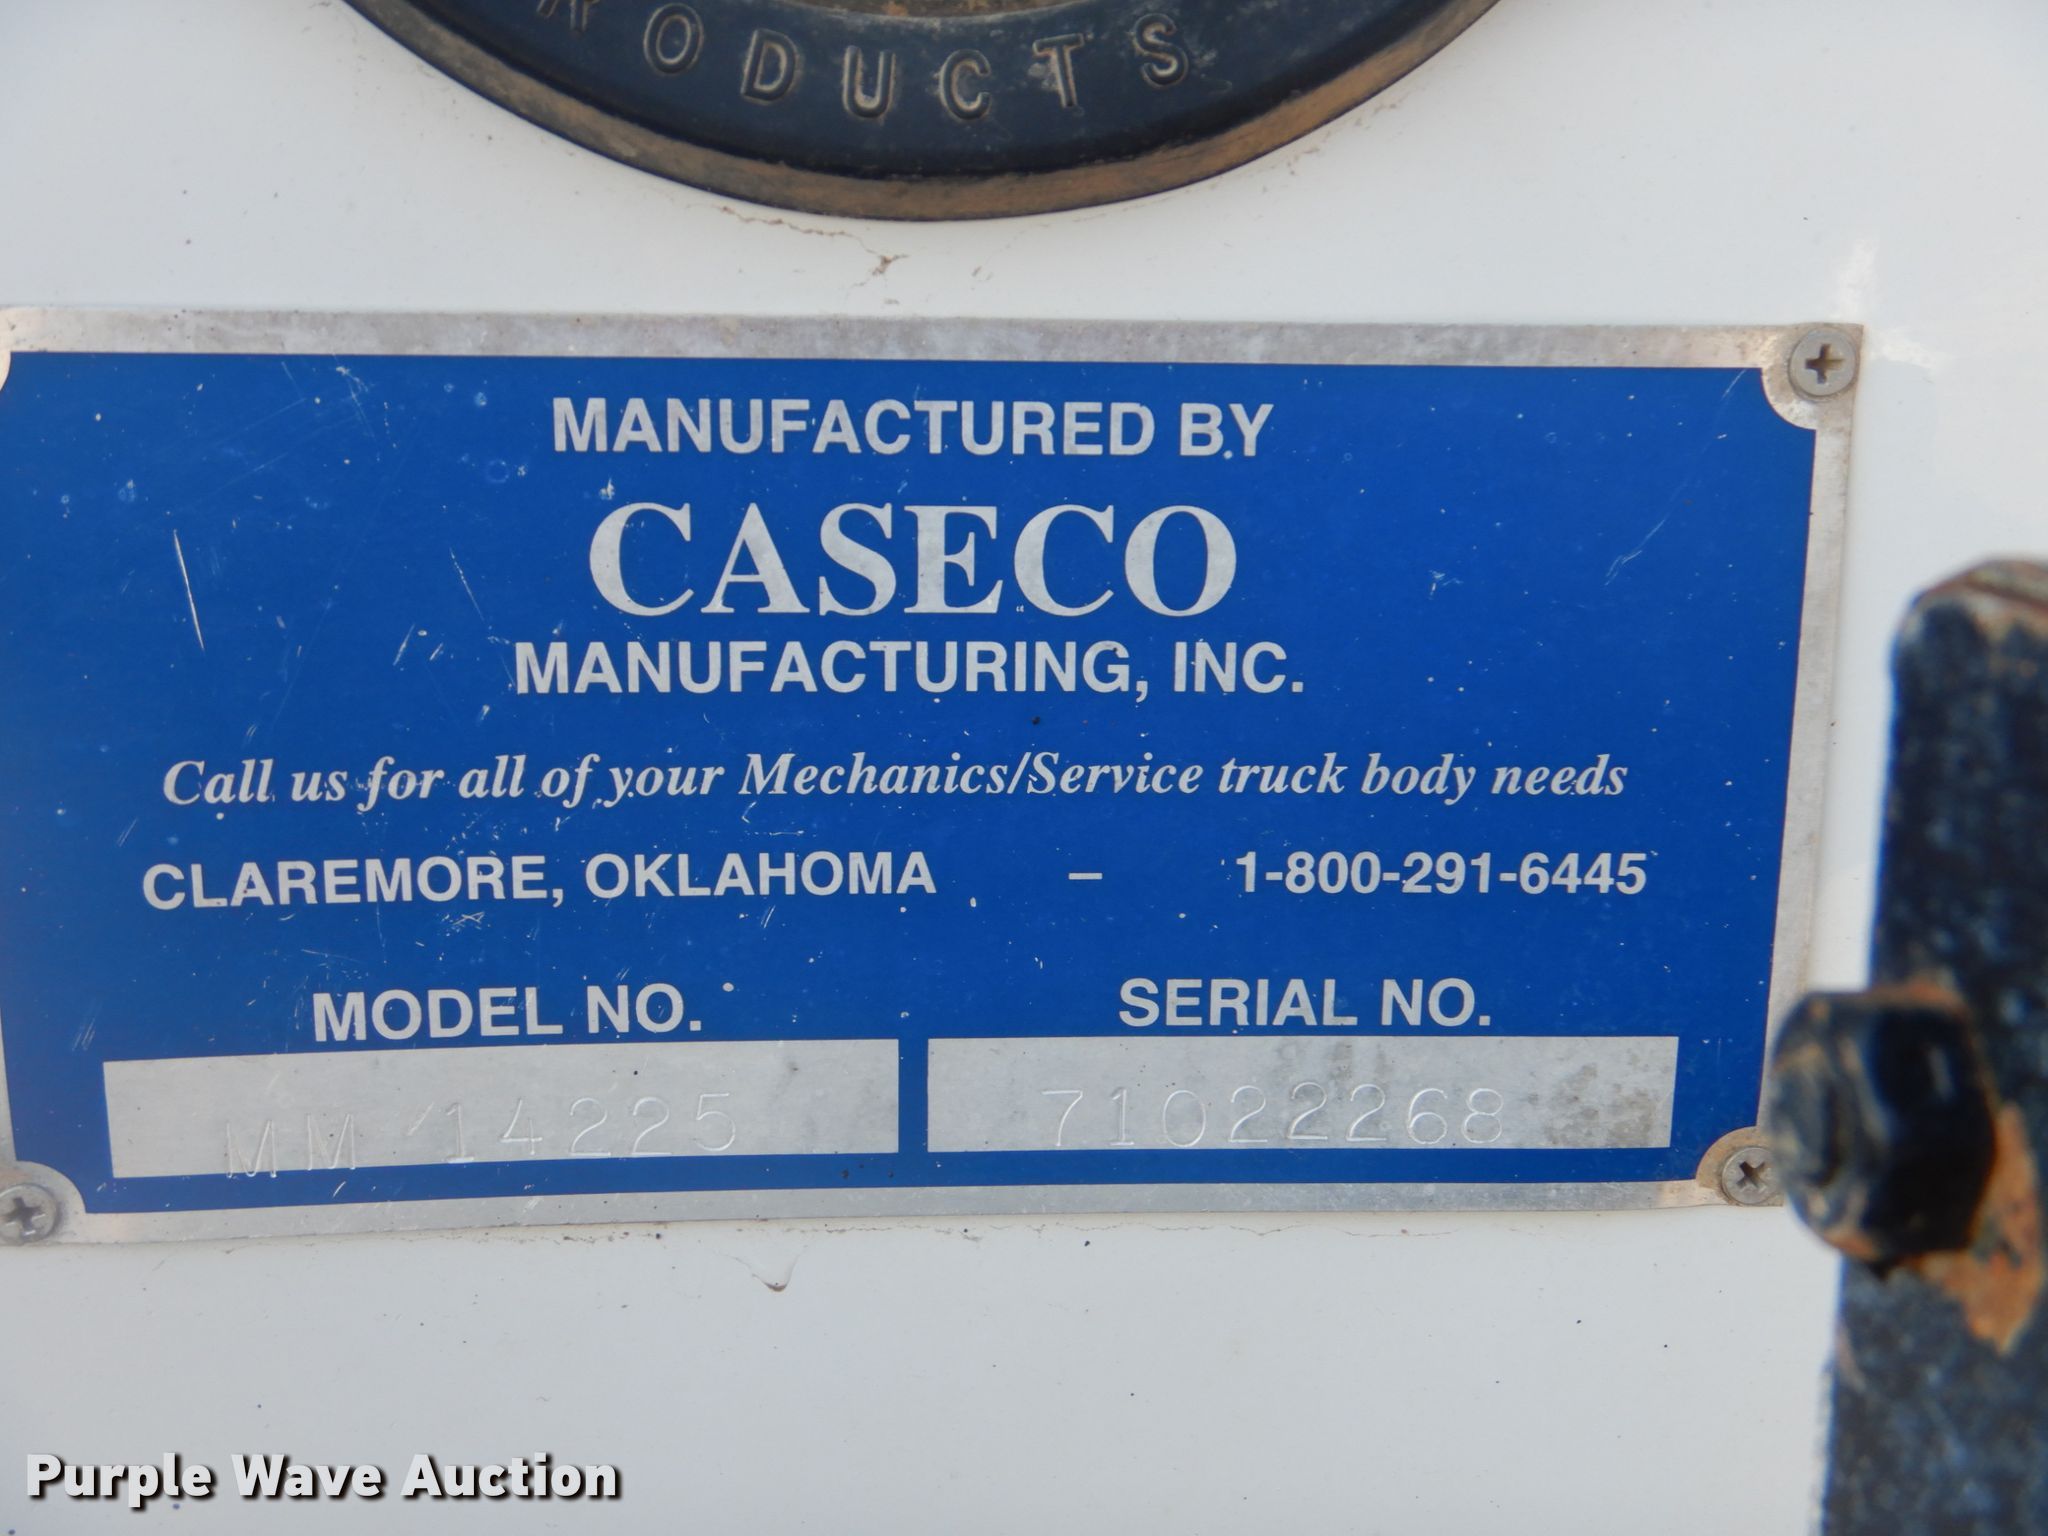 PRODUCTS
MANUFACTURED BY
CASECO
MANUFACTURING, INC.
Call us for all of your Mechanics/Service truck body needs
CLAREMORE, OKLAHOMA – 1-800-291-6445
MODEL NO. SERIAL NO.
MM 14225 71022268
Purple Wave Auction